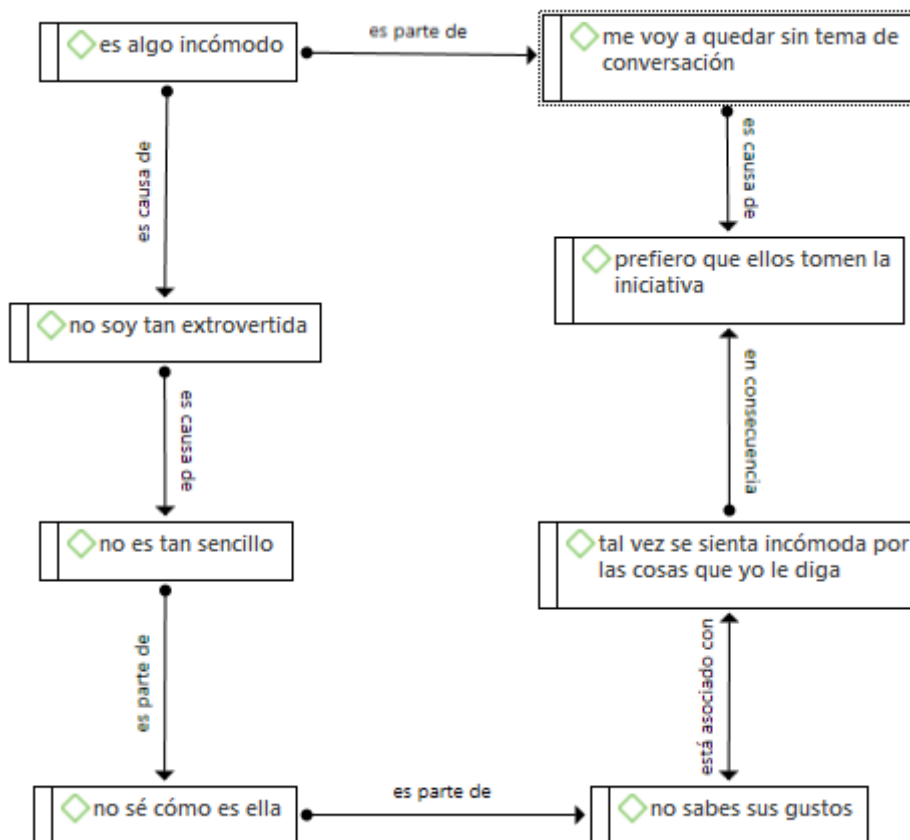 es algo incómodo
es parte de
me voy a quedar sin tema de
conversación
es causa de
es causa de
prefiero que ellos tomen la
iniciativa
no soy tan extrovertida
es causa de
en consecuencia
no es tan sencillo
tal vez se sienta incómoda por
las cosas que yo le diga
es parte de
está asociado con
no sé cómo es ella
es parte de
no sabes sus gustos